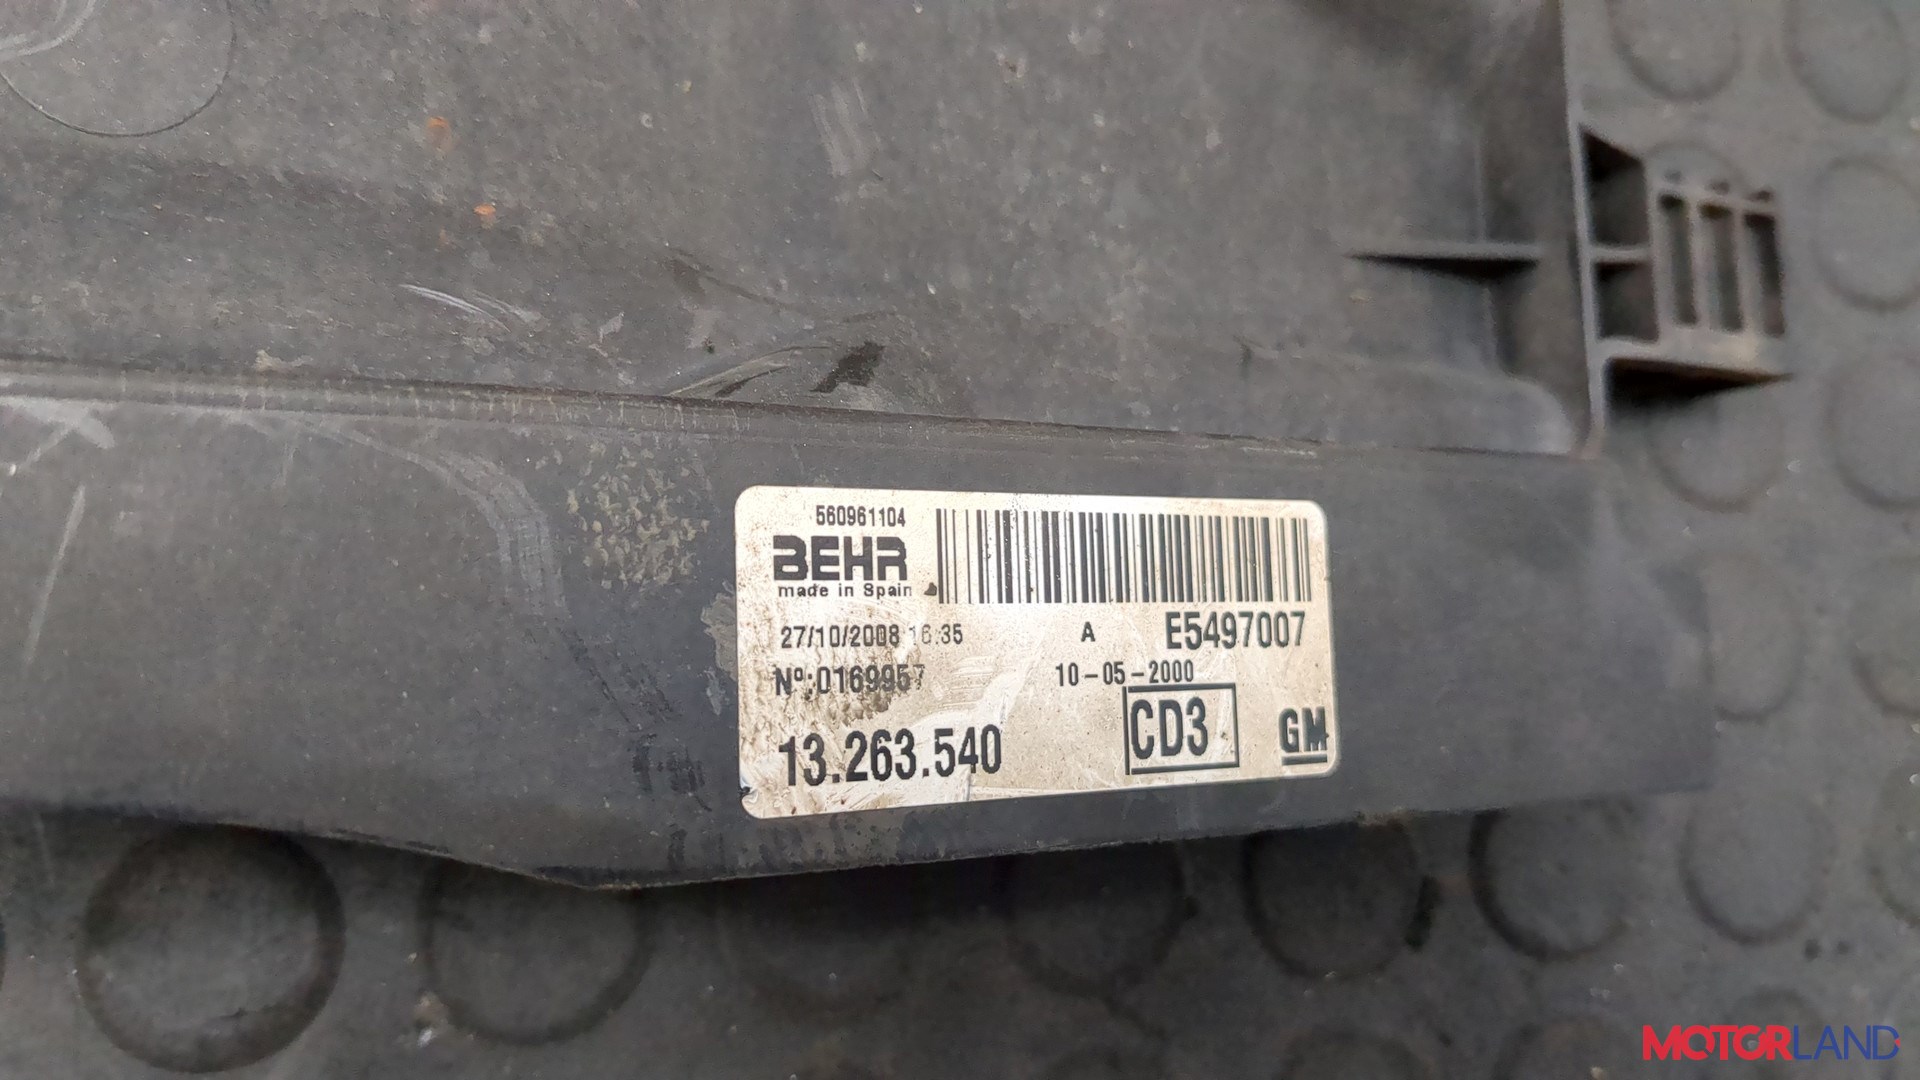 560961104
BEHR
made in Spain
27/10/2008 16:35
A
E5497007
Nº:0169957
10-05-2000
13.263.540
CD3
GM
MOTORLAND